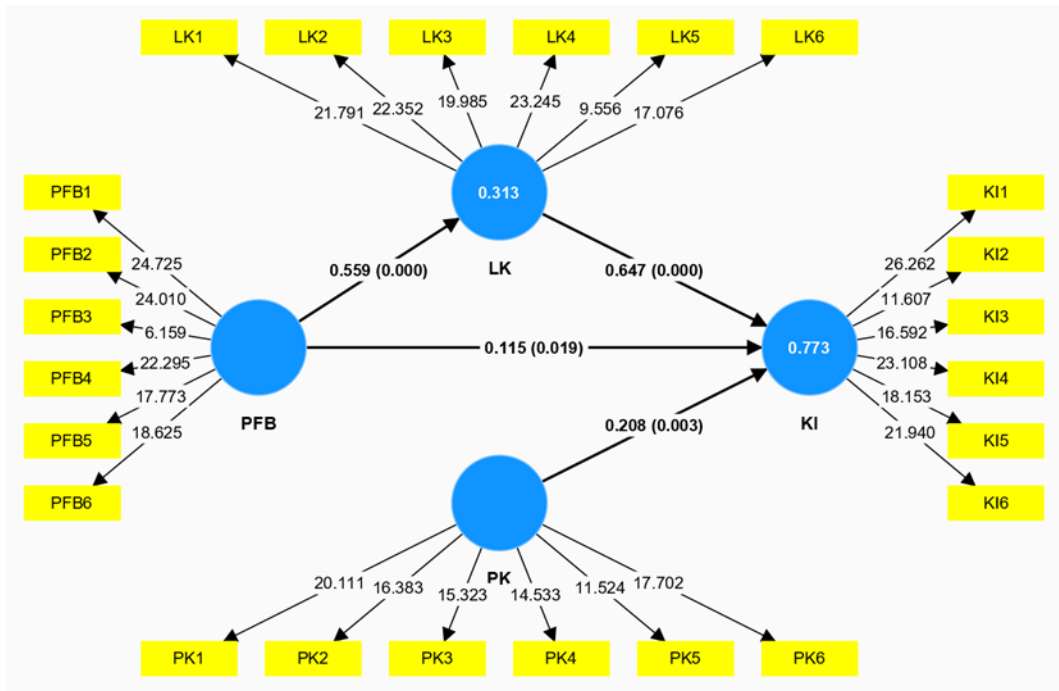 LK1 LK2 LK3 LK4 LK5 LK6
21.791 22.352 19.985 23.245 9.556 17.076
0.313
LK
PFB1
PFB2
PFB3
PFB4
PFB5
PFB6
24.725
24.010
6.159
22.295
17.773
18.625
PFB
0.559 (0.000)
0.647 (0.000)
0.115 (0.019)
0.208 (0.003)
0.773
KI
26.262
11.607
16.592
23.108
18.153
21.940
KI1
KI2
KI3
KI4
KI5
KI6
PK
20.111 16.383 15.323 14.533 11.524 17.702
PK1 PK2 PK3 PK4 PK5 PK6